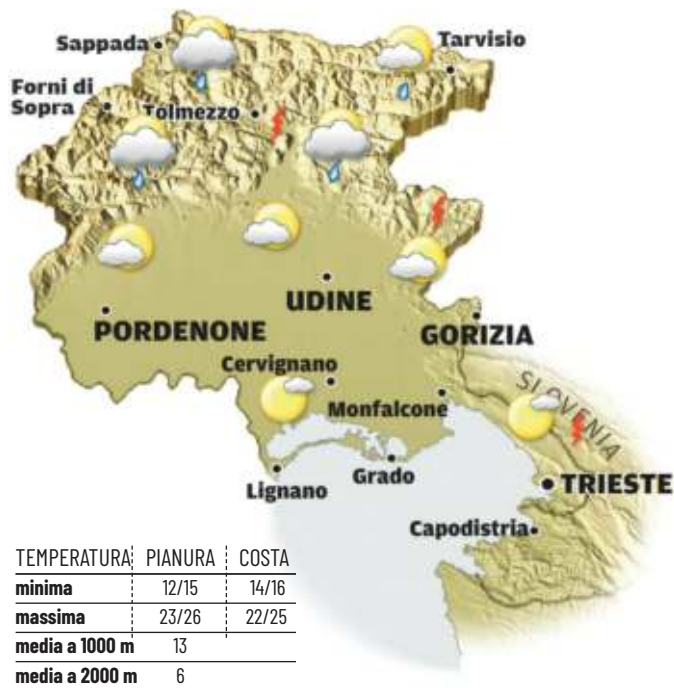 Sappada
Tarvisio
Forni di
Sopra
Tolmezzo
UDINE
PORDENONE
GORIZIA
Cervignano
SLOVENIA
Monfalcone
Grado
Lignano
TRIESTE
Capodistria
TEMPERATURA PIANURA COSTA
minima 12/15 14/16
massima 23/26 22/25
media a 1000 m 13
media a 2000 m 6